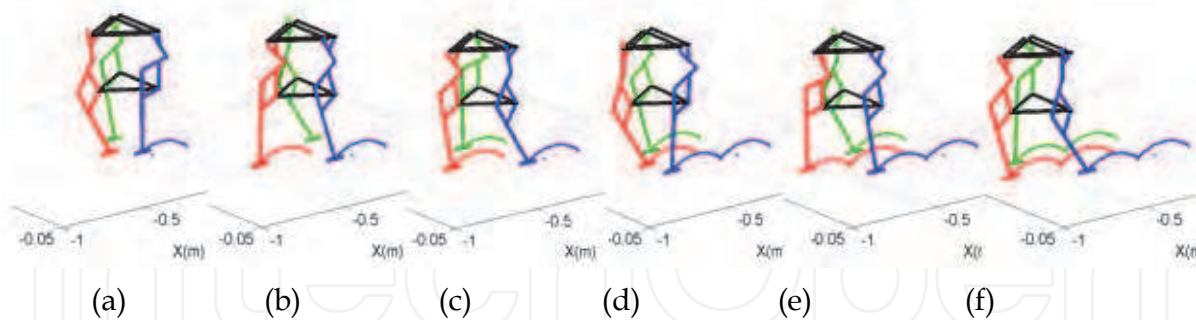 -0.5 -0.5 -0.5 -0.5 -0.5 -0.5
-0.05 -1 -0.05 -1 -0.05 -1 -0.05 -1 -0.05 -1 -0.05 -1
X(m) X(m) X(m) X(m X(r X(r
(a) (b) (c) (d) (e) (f)
InTechOpen